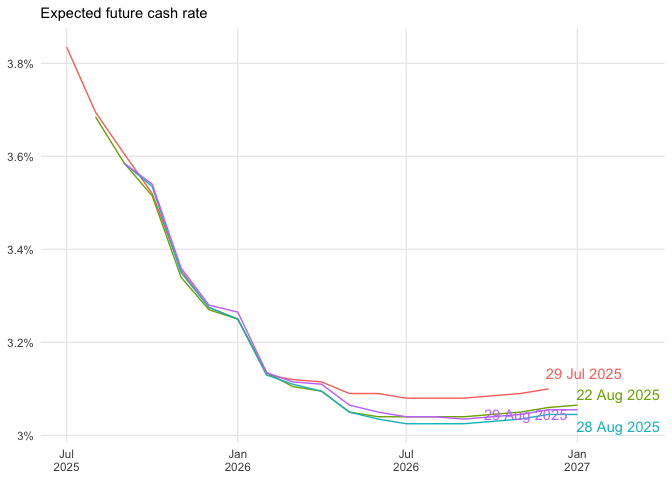 Expected future cash rate
3.8%
3.6%
3.4%
3.2%
3%
29 Jul 2025
22 Aug 2025
29 Aug 2025
28 Aug 2025
Jul
2025
Jan
2026
Jul
2026
Jan
2027